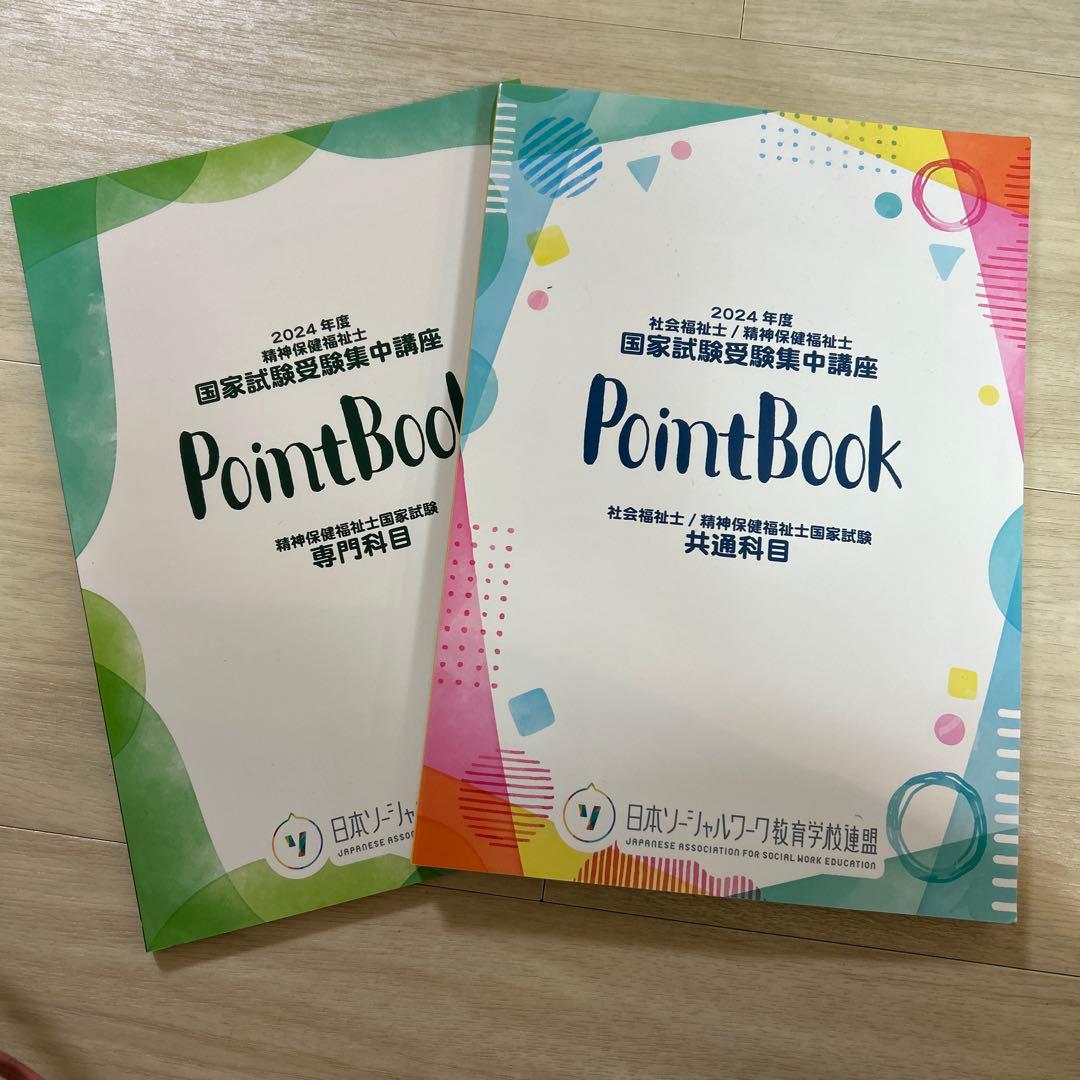 2024年度
精神保健福祉士
国家試験受験集中講座
PointBook
精神保健福祉士国家試験
専門科目
日本ソーシャル
JAPANESE ASSO
2024年度
社会福祉士/精神保健福祉士
国家試験受験集中講座
PointBook
社会福祉士/精神保健福祉士国家試験
共通科目
日本ソーシャルワーク教育学校連盟
JAPANESE ASSOCIATION FOR SOCIAL WORK EDUCATION